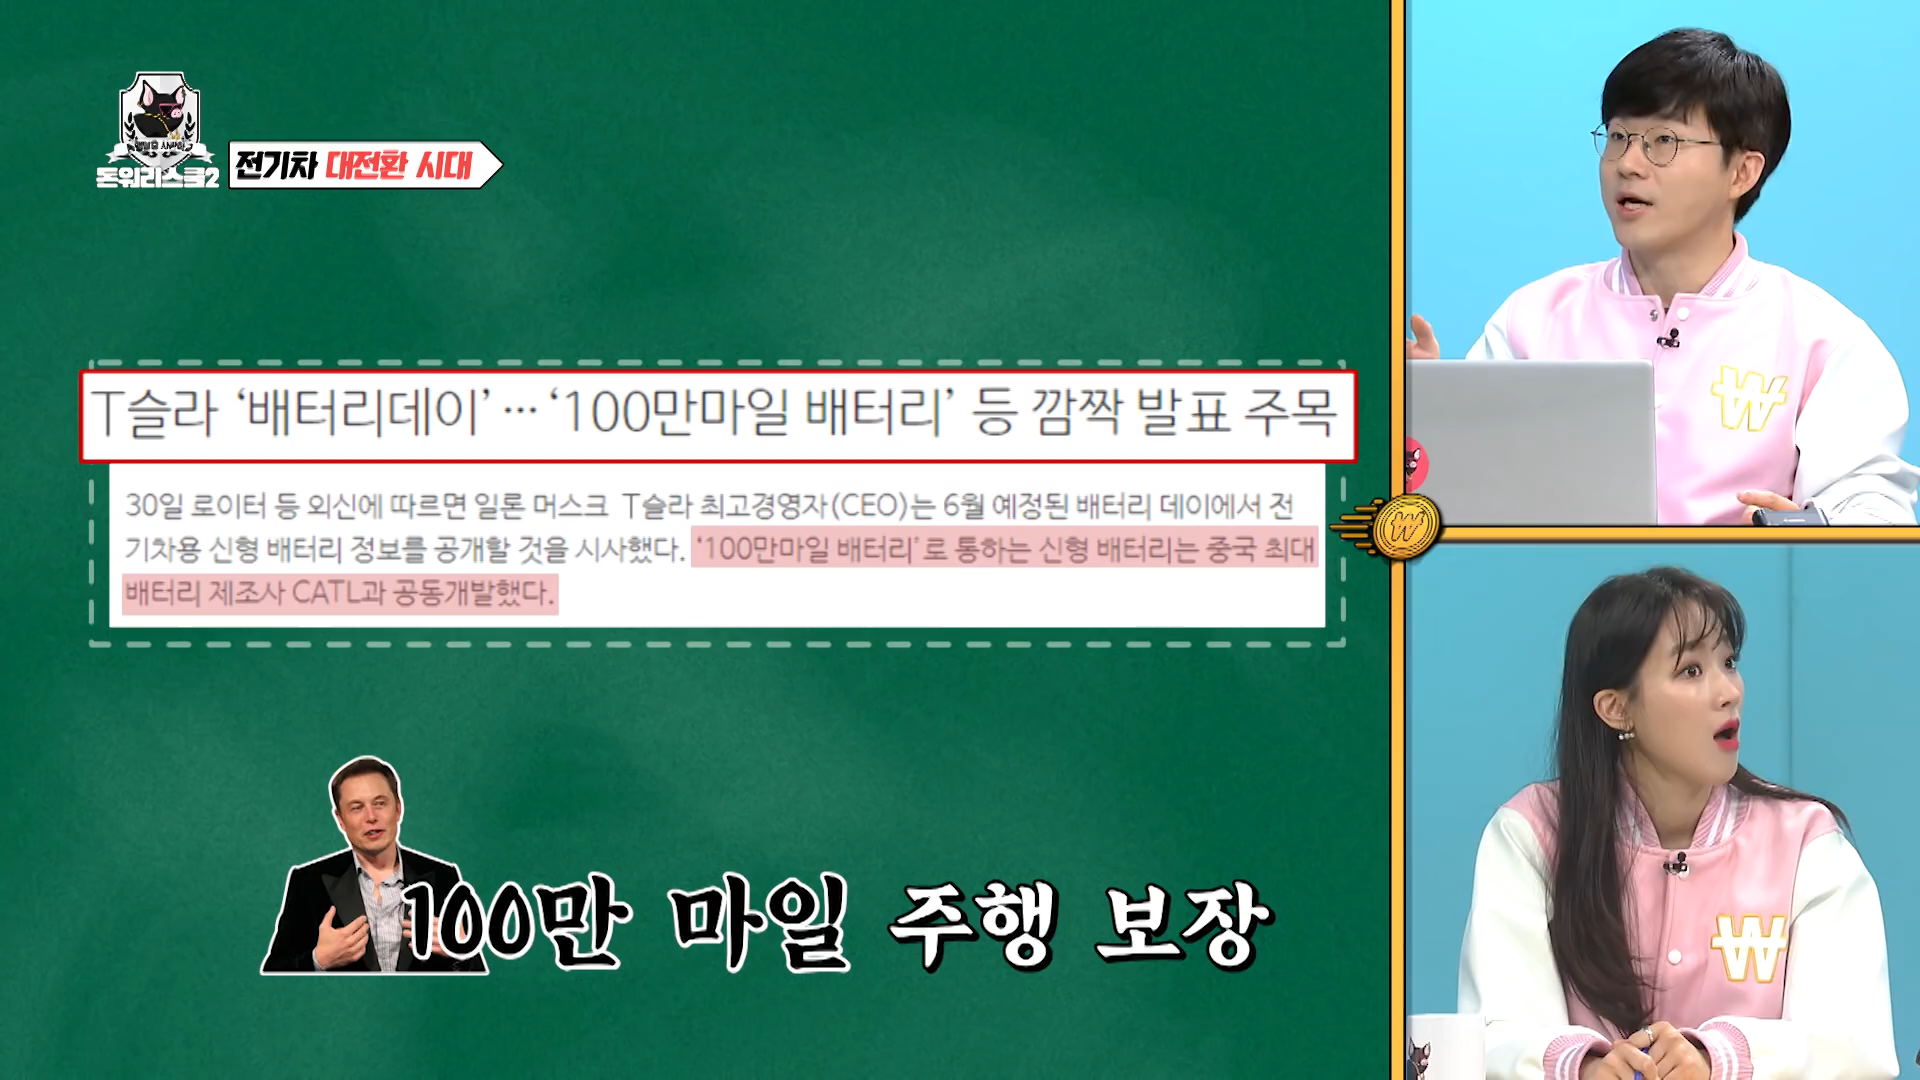 돈워리스쿨2
전기차 대전환 시대
T슬라 ‘배터리데이’…‘100만마일 배터리’ 등 깜짝 발표 주목
30일 로이터 등 외신에 따르면 일론 머스크 T슬라 최고경영자(CEO)는 6월 예정된 배터리 데이에서 전
기차용 신형 배터리 정보를 공개할 것을 시사했다. ‘100만마일 배터리’로 통하는 신형 배터리는 중국 최대
배터리 제조사 CATL과 공동개발했다.
100만 마일 주행 보장